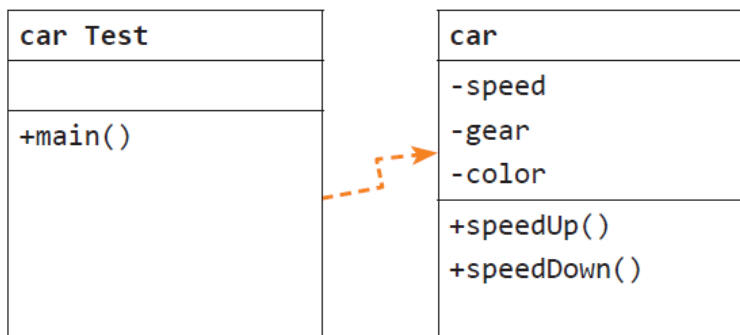 car Test
+main()
car
-speed
-gear
-color
+speedUp()
+speedDown()